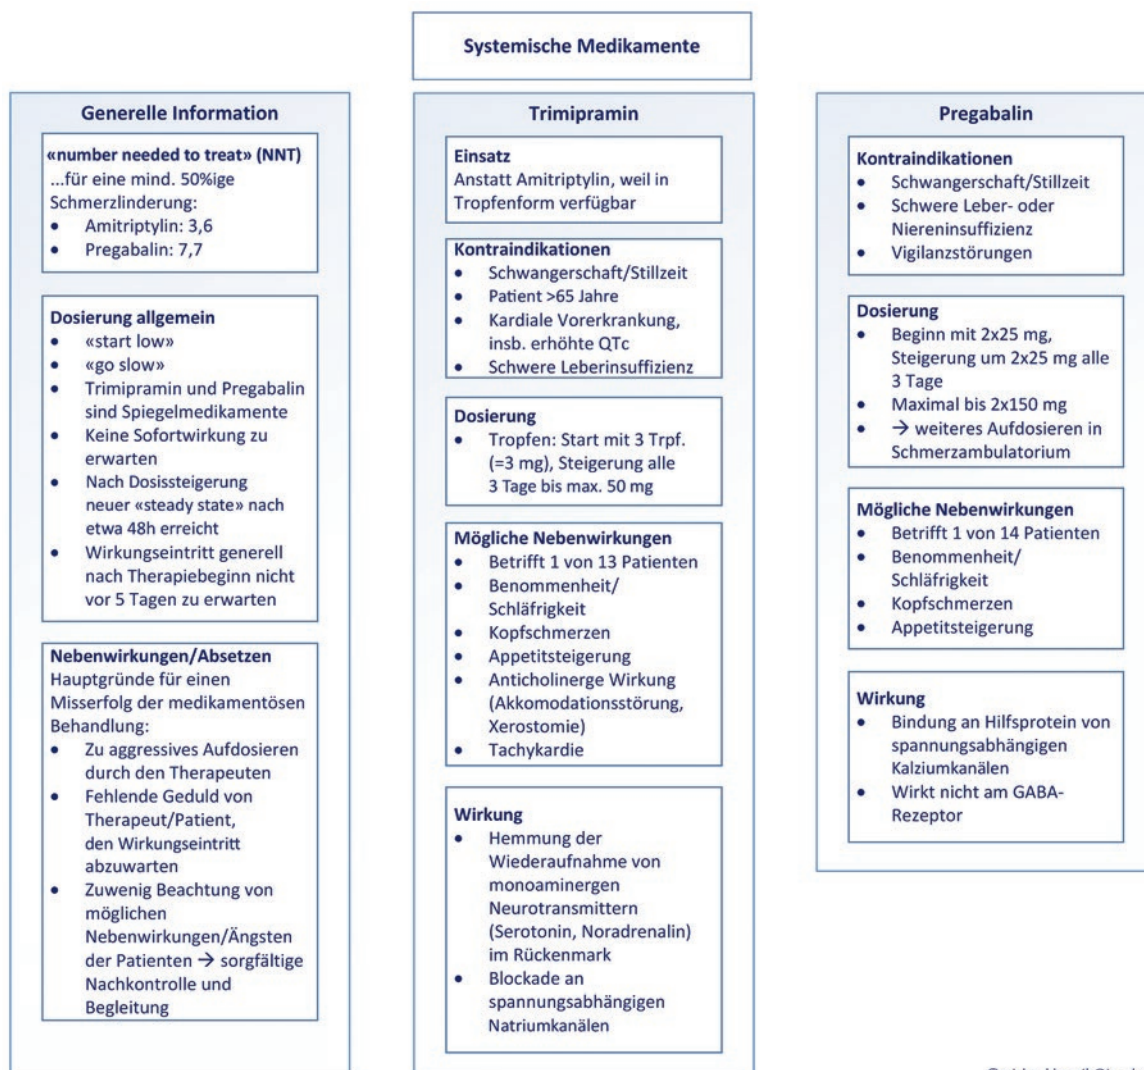 Systemische Medikamente
Generelle Information
«number needed to treat» (NNT)
...für eine mind. 50%ige
Schmerzlinderung:
• Amitriptylin: 3,6
• Pregabalin: 7,7
Dosierung allgemein
• «start low»
• «go slow»
• Trimipramin und Pregabalin
sind Spiegelmedikamente
• Keine Sofortwirkung zu
erwarten
• Nach Dosissteigerung
neuer «steady state» nach
etwa 48h erreicht
• Wirkungseintritt generell
nach Therapiebeginn nicht
vor 5 Tagen zu erwarten
Nebenwirkungen/Absetzen
Hauptgründe für einen
Misserfolg der medikamentösen
Behandlung:
• Zu aggressives Aufdosieren
durch den Therapeuten
• Fehlende Geduld von
Therapeut/Patient,
den Wirkungseintritt
abzuwarten
• Zuwenig Beachtung von
möglichen
Nebenwirkungen/Ängsten
der Patienten → sorgfältige
Nachkontrolle und
Begleitung
Trimipramin
Einsatz
Anstatt Amitriptylin, weil in
Tropfenform verfügbar
Kontraindikationen
• Schwangerschaft/Stillzeit
• Patient >65 Jahre
• Kardiale Vorerkrankung,
insb. erhöhte QTc
• Schwere Leberinsuffizienz
Dosierung
• Tropfen: Start mit 3 Trpf.
(=3 mg), Steigerung alle
3 Tage bis max. 50 mg
Mögliche Nebenwirkungen
• Betrifft 1 von 13 Patienten
• Benommenheit/
Schläfrigkeit
• Kopfschmerzen
• Appetitsteigerung
• Anticholinerge Wirkung
(Akkomodationsstörung,
Xerostomie)
• Tachykardie
Wirkung
• Hemmung der
Wiederaufnahme von
monoaminergen
Neurotransmittern
(Serotonin, Noradrenalin)
im Rückenmark
• Blockade an
spannungsabhängigen
Natriumkanälen
Pregabalin
Kontraindikationen
• Schwangerschaft/Stillzeit
• Schwere Leber- oder
Niereninsuffizienz
• Vigilanzstörungen
Dosierung
• Beginn mit 2x25 mg,
Steigerung um 2x25 mg alle
3 Tage
• Maximal bis 2x150 mg
• → weiteres Aufdosieren in
Schmerzambulatorium
Mögliche Nebenwirkungen
• Betrifft 1 von 14 Patienten
• Benommenheit/
Schläfrigkeit
• Kopfschmerzen
• Appetitsteigerung
Wirkung
• Bindung an Hilfsprotein von
spannungsabhängigen
Kalziumkanälen
• Wirkt nicht am GABA-
Rezeptor